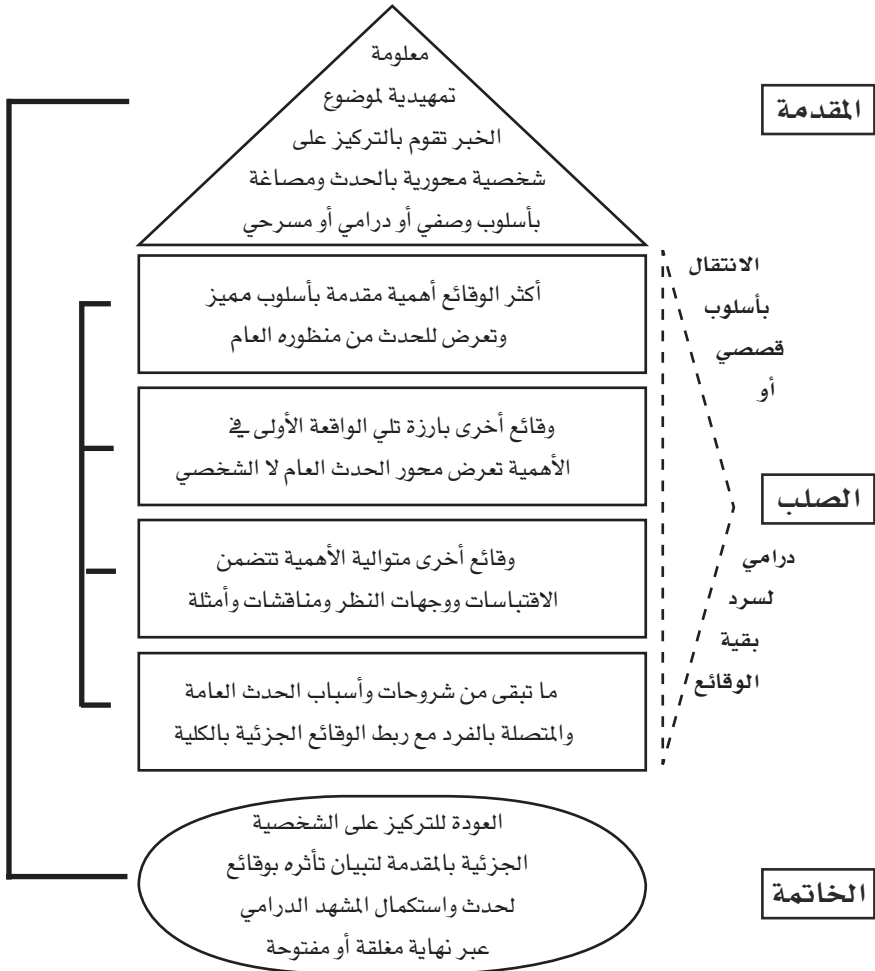 المقدمة
معلومة
تمهيدية لموضوع
الخبر تقوم بالتركيز على
شخصية محورية بالحدث ومصاغة
بأسلوب وصفي أو درامي أو مسرحي
الانتقال
بأسلوب
قصصي
أو
أكثر الوقائع أهمية مقدمة بأسلوب مميز
وتعرض للحدث من منظوره العام
وقائع أخرى بارزة تلي الواقعة الأولى في
الأهمية تعرض محور الحدث العام لا الشخصي
الصلب
درامي
لسرد
بقية
الوقائع
وقائع أخرى متوالية الأهمية تتضمن
الاقتباسات ووجهات النظر ومناقشات وأمثلة
ما تبقى من شروحات وأسباب الحدث العامة
والمتصلة بالفرد مع ربط الوقائع الجزئية بالكلية
الخاتمة
العودة للتركيز على الشخصية
الجزئية بالمقدمة لتبيان تأثره بوقائع
لحدث واستكمال المشهد الدرامي
عبر نهاية مغلقة أو مفتوحة